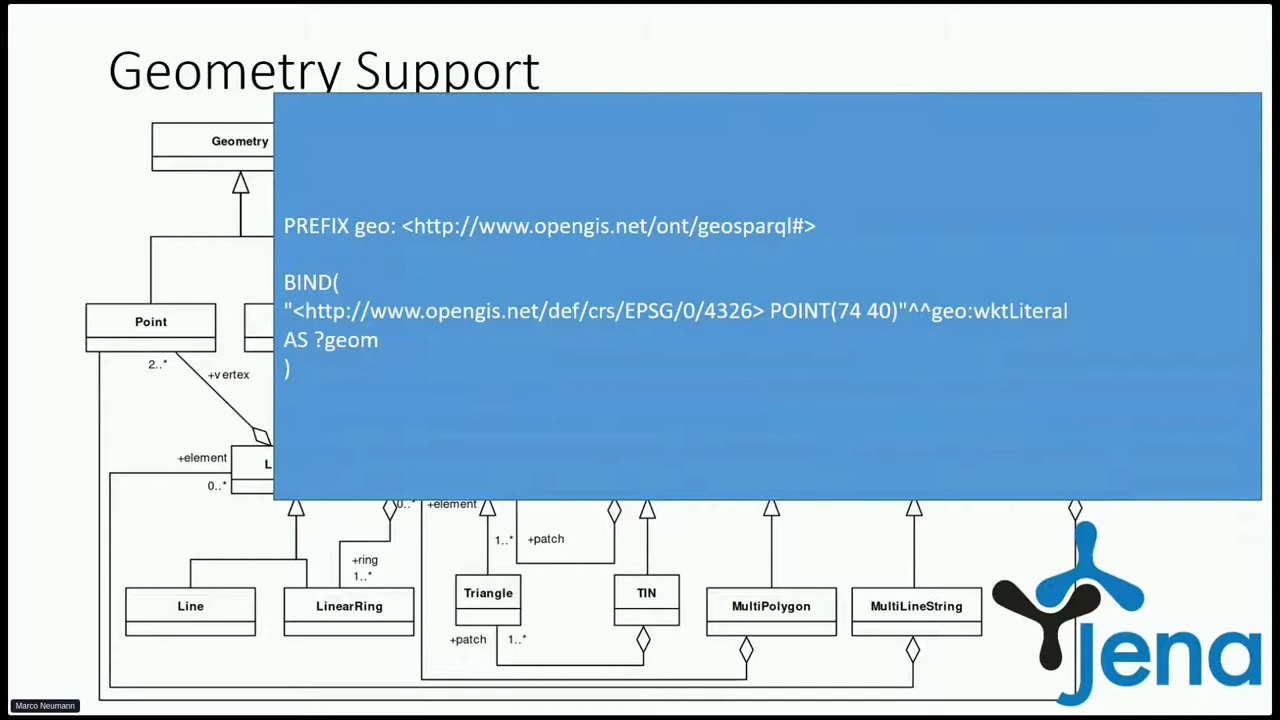 Geometry Support
Geometry
PREFIX geo: <http://www.opengis.net/ont/geosparql#>
BIND(
"<http://www.opengis.net/def/crs/EPSG/0/4326> POINT(74 40)"^^geo:wktLiteral
AS ?geom
)
Point
2..*
+vertex
+element
L
0..*
0..*
+element
1..*
+patch
+ring
1..*
Line
LinearRing
Triangle
TIN
MultiPolygon
MultiLineString
+patch
1..*
Jena
Marco Neumann